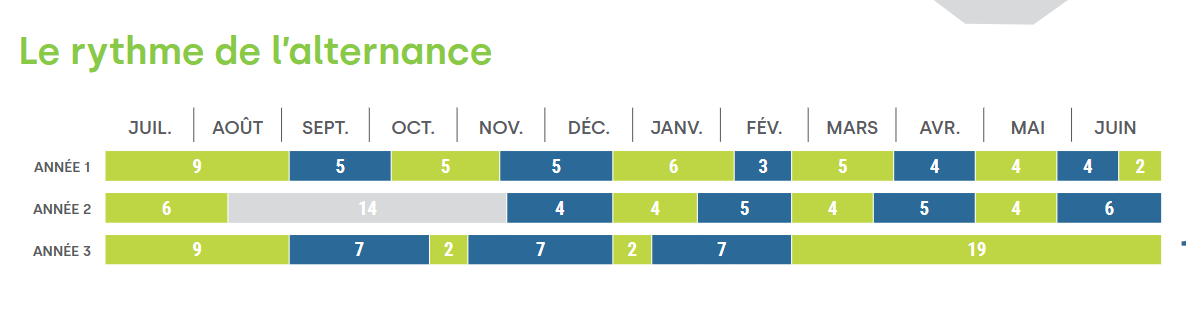 Le rythme de l'alternance
JUIL. AOÛT SEPT. OCT. NOV. DÉC. JANV. FÉV. MARS AVR. MAI JUIN
ANNÉE 1 9 5 5 5 6 3 5 4 4 4 2
ANNÉE 2 6 14 4 4 5 4 5 4 6
ANNÉE 3 9 7 2 7 2 7 19